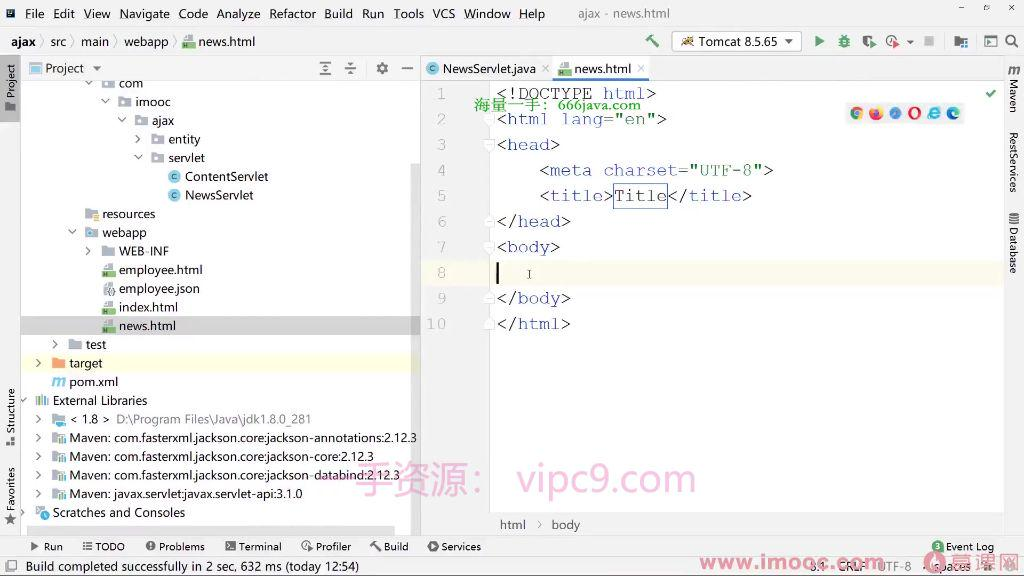 File Edit View Navigate Code Analyze Refactor Build Run Tools VCS Window Help ajax - news.html
ajax src main webapp news.html Tomcat 8.5.65
Project NewsServlet.java news.html
com
imooc
ajax
entity
servlet
ContentServlet
NewsServlet
resources
webapp
WEB-INF
employee.html
employee.json
index.html
news.html
test
target
pom.xml
External Libraries
< 1.8 > D:\Program Files\Java\jdk1.8.0_281
Maven: com.fasterxml.jackson.core:jackson-annotations:2.12.3
Maven: com.fasterxml.jackson.core:jackson-core:2.12.3
Maven: com.fasterxml.jackson.core:jackson-databind:2.12.3
Maven: javax.servlet:javax.servlet-api:3.1.0
Scratches and Consoles
1 <!DOCTYPE html>
海量一手：666java.com
2 <html lang="en">
3 <head>
4 <meta charset="UTF-8">
5 <title>Title</title>
6 </head>
7 <body>
8
9 </body>
10 </html>
手资源： vipc9.com
html body
Project
Structure
Favorites
Maven
RestServices
Database
Run TODO Problems Terminal Profiler Build Services 3 Event Log
Build completed successfully in 2 sec, 632 ms (today 12:54) 8:1 CRLF UTF-8 4 spaces
www.imooc.com 慕课网